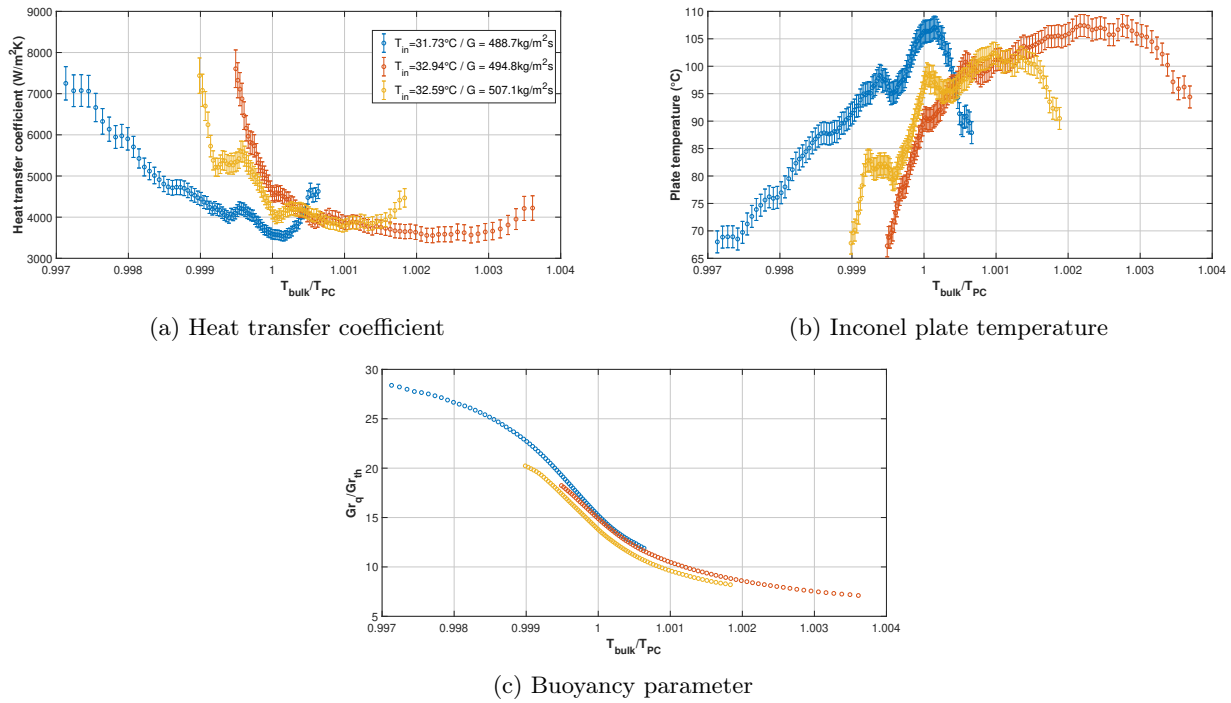 9000
8000
7000
6000
5000
4000
3000
Heat transfer coefficient (W/m²K)
T_in=31.73°C / G = 488.7kg/m²s
T_in=32.94°C / G = 494.8kg/m²s
T_in=32.59°C / G = 507.1kg/m²s
0.997 0.998 0.999 1 1.001 1.002 1.003 1.004
T_bulk/T_PC
(a) Heat transfer coefficient
110
105
100
95
90
85
80
75
70
65
Plate temperature (°C)
0.997 0.998 0.999 1 1.001 1.002 1.003 1.004
T_bulk/T_PC
(b) Inconel plate temperature
30
25
20
15
10
5
Gr_q/Gr_th
0.997 0.998 0.999 1 1.001 1.002 1.003 1.004
T_bulk/T_PC
(c) Buoyancy parameter